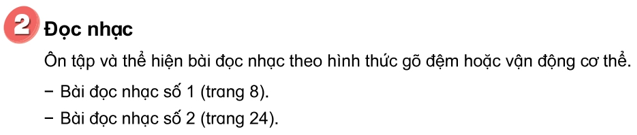 2 Đọc nhạc
Ôn tập và thể hiện bài đọc nhạc theo hình thức gõ đệm hoặc vận động cơ thể.
– Bài đọc nhạc số 1 (trang 8).
– Bài đọc nhạc số 2 (trang 24).